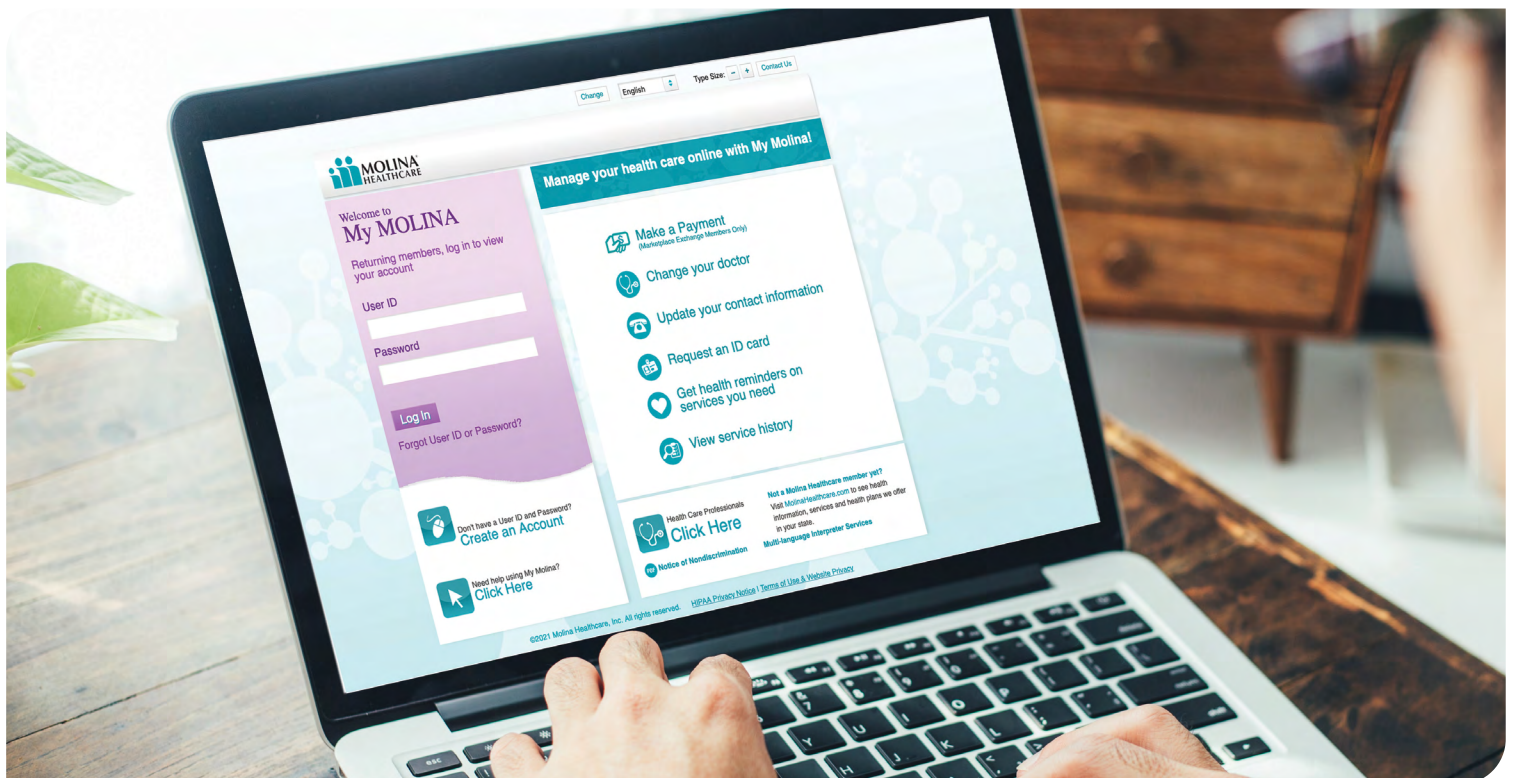 Change
English
Type Size: - +
Contact Us
MOLINA
HEALTHCARE
Manage your health care online with My Molina!
Welcome to
My MOLINA
Returning members, log in to view
your account
User ID
Password
Log In
Forgot User ID or Password?
Make a Payment
(Marketplace Exchange Members Only)
Change your doctor
Update your contact information
Request an ID card
Get health reminders on
services you need
View service history
Don't have a User ID and Password?
Create an Account
Need help using My Molina?
Click Here
Health Care Professionals
Click Here
Notice of Nondiscrimination
Not a Molina Healthcare member yet?
Visit MolinaHealthcare.com to see health
information, services and health plans we offer
in your state.
Multi-language Interpreter Services
©2021 Molina Healthcare, Inc. All rights reserved. HIPAA Privacy Notice | Terms of Use & Website Privacy
esc
Y U I O P
H J K L
return
shift